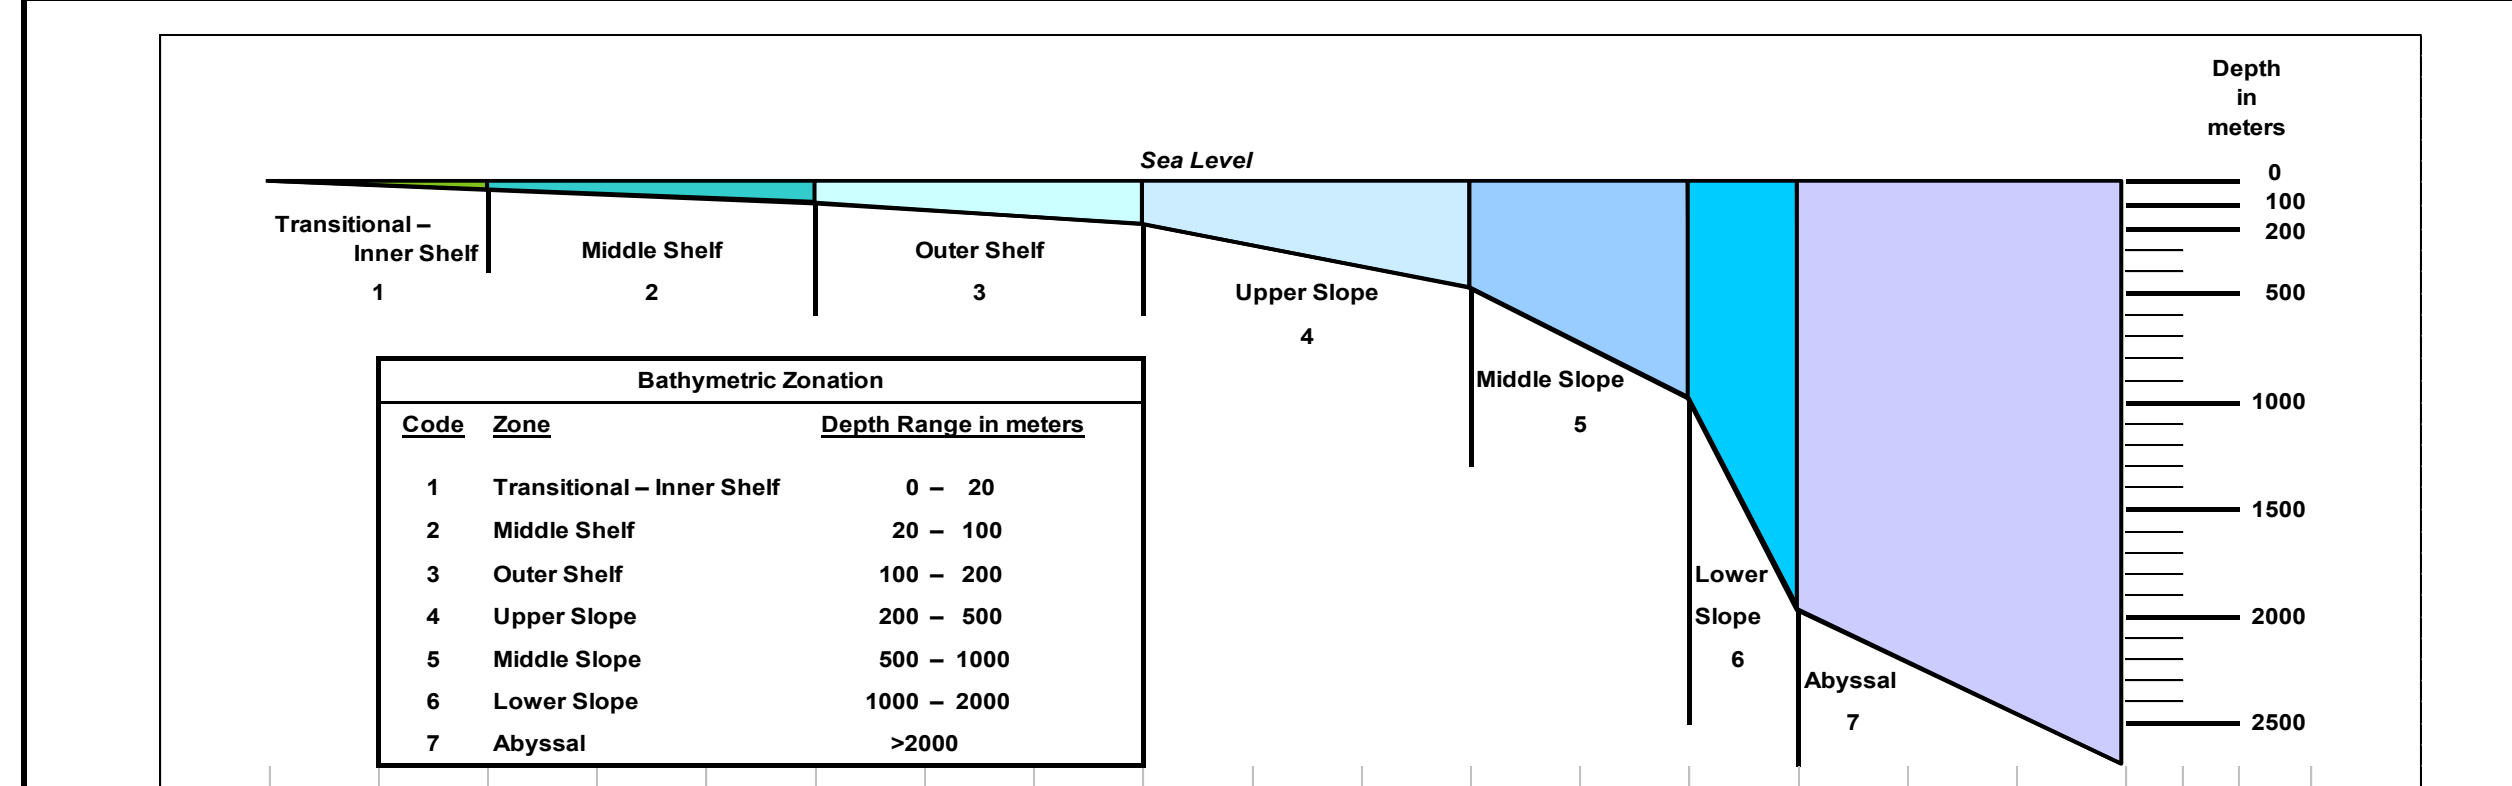 Depth
in
meters
Sea Level
0
100
200
500
1000
1500
2000
2500
Transitional –
Inner Shelf
1
Middle Shelf
2
Outer Shelf
3
Upper Slope
4
Middle Slope
5
Lower
Slope
6
Abyssal
7
Bathymetric Zonation
Code Zone Depth Range in meters
1 Transitional – Inner Shelf 0 – 20
2 Middle Shelf 20 – 100
3 Outer Shelf 100 – 200
4 Upper Slope 200 – 500
5 Middle Slope 500 – 1000
6 Lower Slope 1000 – 2000
7 Abyssal >2000